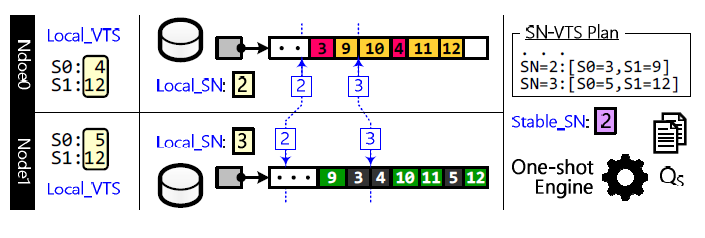 Ndoe0
Local_VTS
S0: 4
S1:12
Local_SN: 2
. . 3 9 10 4 11 12
2 3
SN-VTS Plan
. . .
SN=2:[S0=3,S1=9]
SN=3:[S0=5,S1=12]
Stable_SN: 2
Node1
S0: 5
S1:12
Local_VTS
Local_SN: 3
2 3
. . . 9 3 4 10 11 5 12
One-shot
Engine
Qs